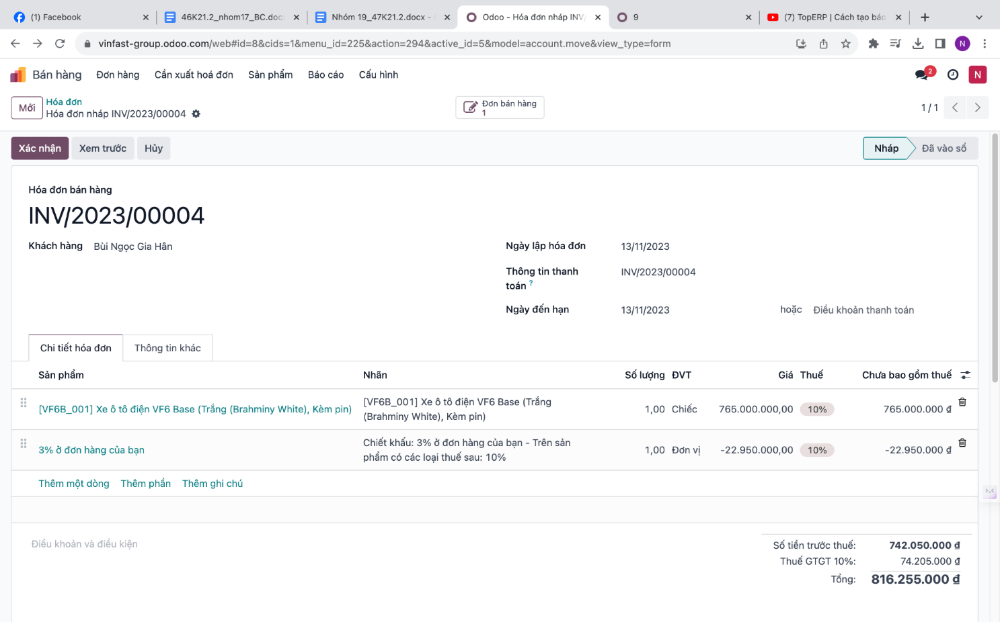 (1) Facebook
46K21.2_nhom17_BC.doc
Nhóm 19_47K21.2.docx -
Odoo - Hóa đơn nháp INV/
9
(7) TopERP | Cách tạo báo
vinfast-group.odoo.com/web#id=8&cids=1&menu_id=225&action=294&active_id=5&model=account.move&view_type=form
N
Bán hàng Đơn hàng Cần xuất hoá đơn Sản phẩm Báo cáo Cấu hình
2
N
Mới
Hóa đơn
Hóa đơn nháp INV/2023/00004
Đơn bán hàng
1
1 / 1
Xác nhận Xem trước Hủy
Nháp Đã vào sổ
Hóa đơn bán hàng
INV/2023/00004
Khách hàng Bùi Ngọc Gia Hân
Ngày lập hóa đơn 13/11/2023
Thông tin thanh toán ? INV/2023/00004
Ngày đến hạn 13/11/2023 hoặc Điều khoản thanh toán
Chi tiết hóa đơn Thông tin khác
Sản phẩm Nhãn Số lượng ĐVT Giá Thuế Chưa bao gồm thuế
[VF6B_001] Xe ô tô điện VF6 Base (Trắng (Brahminy White), Kèm pin)
[VF6B_001] Xe ô tô điện VF6 Base (Trắng
(Brahminy White), Kèm pin)
1,00 Chiếc 765.000.000,00 10% 765.000.000 ₫
3% ở đơn hàng của bạn
Chiết khấu: 3% ở đơn hàng của bạn - Trên sản
phẩm có các loại thuế sau: 10%
1,00 Đơn vị -22.950.000,00 10% -22.950.000 ₫
Thêm một dòng Thêm phần Thêm ghi chú
Điều khoản và điều kiện
Số tiền trước thuế: 742.050.000 ₫
Thuế GTGT 10%: 74.205.000 ₫
Tổng: 816.255.000 ₫